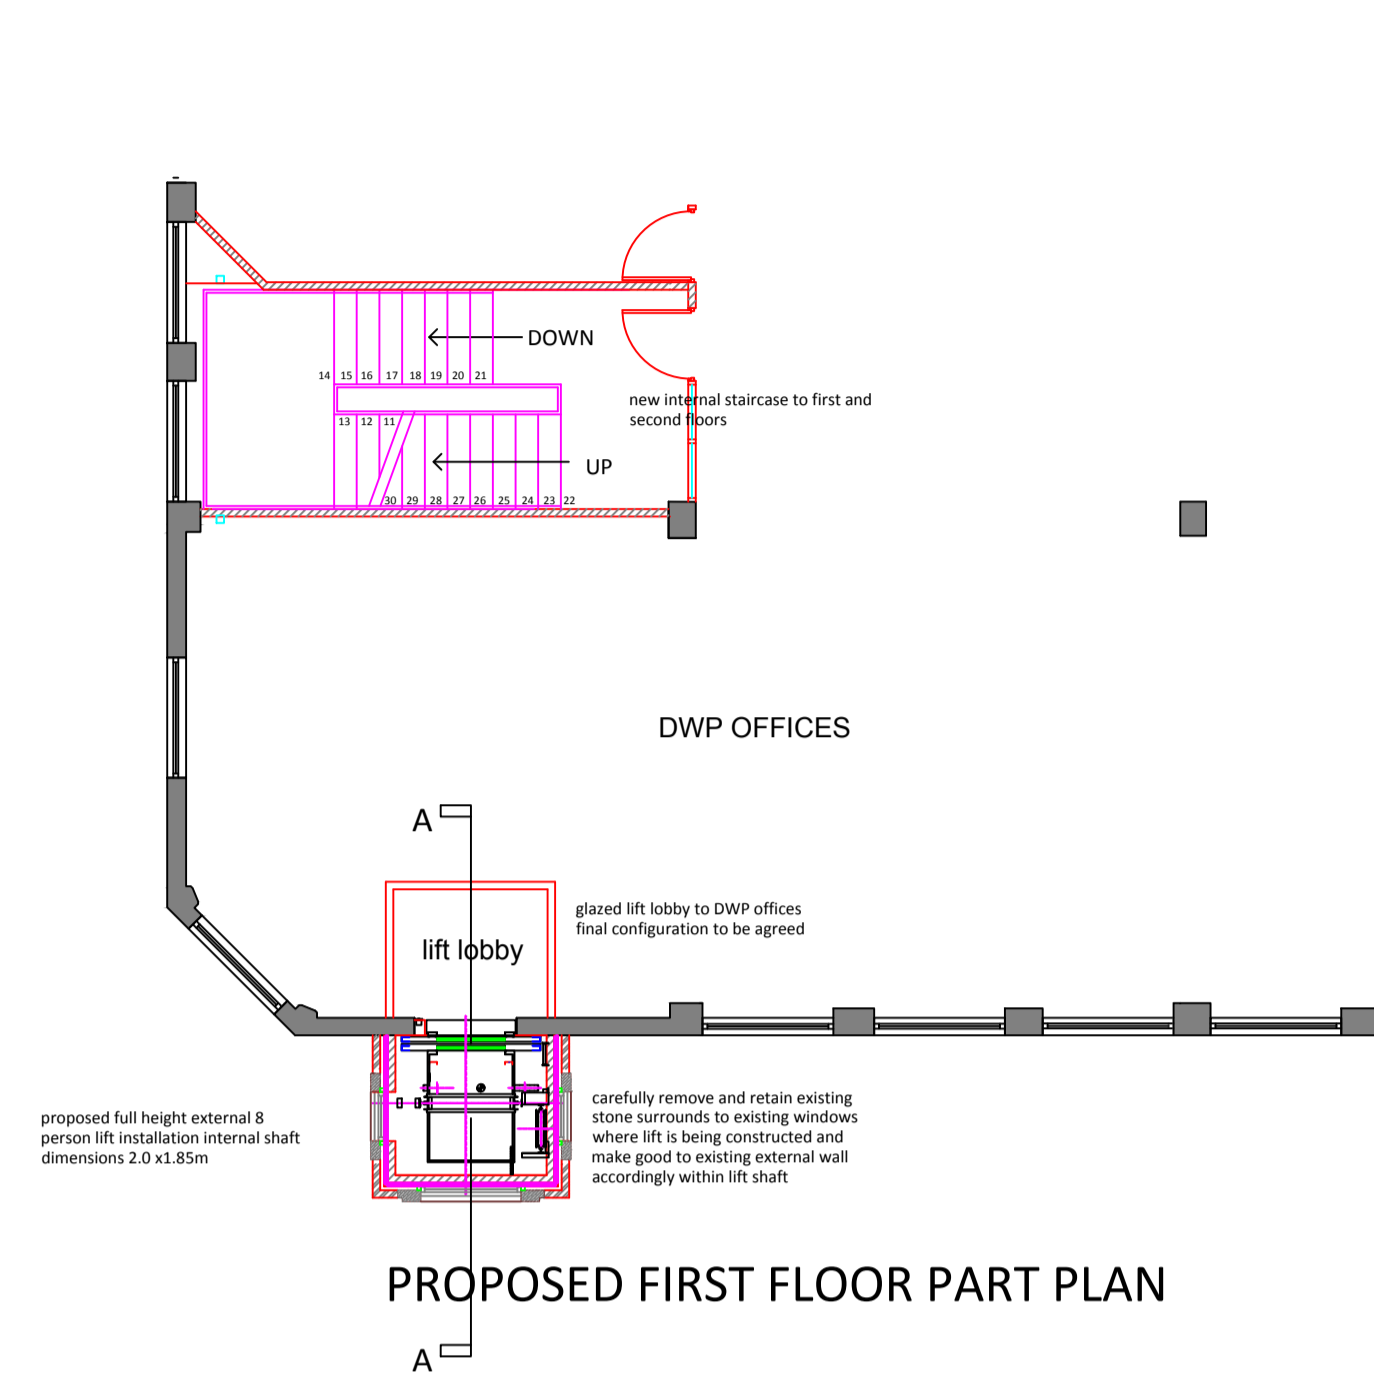 DOWN
14 15 16 17 18 19 20 21
new internal staircase to first and
second floors
13 12 11
UP
30 29 28 27 26 25 24 23 22
DWP OFFICES
A
glazed lift lobby to DWP offices
final configuration to be agreed
lift lobby
proposed full height external 8
person lift installation internal shaft
dimensions 2.0 x1.85m
carefully remove and retain existing
stone surrounds to existing windows
where lift is being constructed and
make good to existing external wall
accordingly within lift shaft
PROPOSED FIRST FLOOR PART PLAN
A